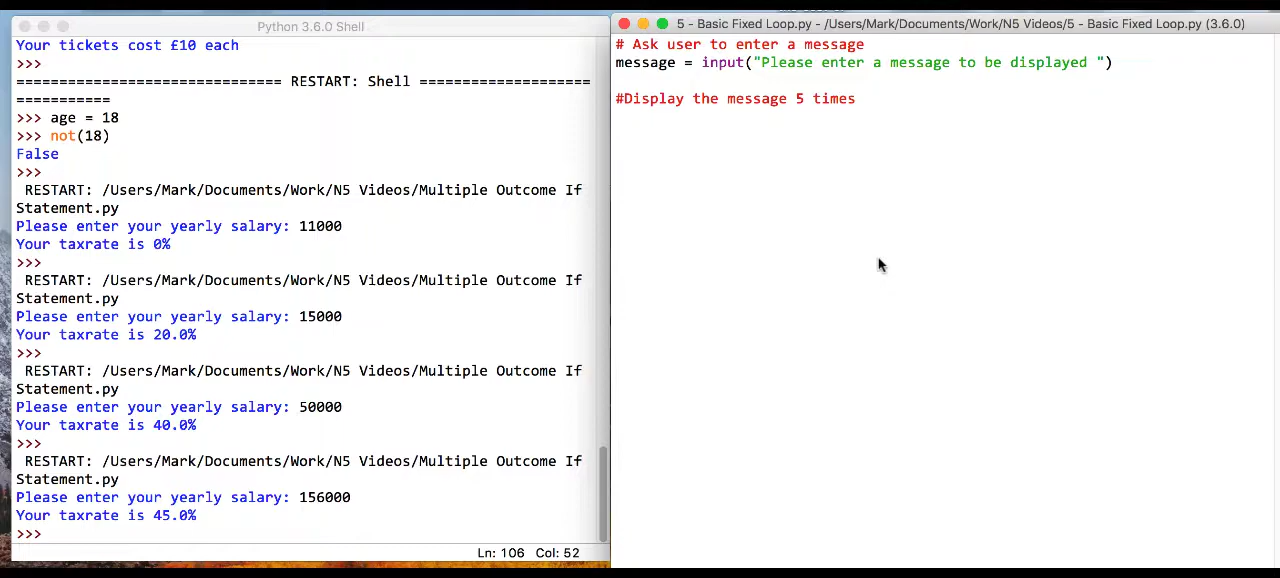 Python 3.6.0 Shell
Your tickets cost £10 each
>>>
=============================== RESTART: Shell ====================
===========
>>> age = 18
>>> not(18)
False
>>>
RESTART: /Users/Mark/Documents/Work/N5 Videos/Multiple Outcome If
Statement.py
Please enter your yearly salary: 11000
Your taxrate is 0%
>>>
RESTART: /Users/Mark/Documents/Work/N5 Videos/Multiple Outcome If
Statement.py
Please enter your yearly salary: 15000
Your taxrate is 20.0%
>>>
RESTART: /Users/Mark/Documents/Work/N5 Videos/Multiple Outcome If
Statement.py
Please enter your yearly salary: 50000
Your taxrate is 40.0%
>>>
RESTART: /Users/Mark/Documents/Work/N5 Videos/Multiple Outcome If
Statement.py
Please enter your yearly salary: 156000
Your taxrate is 45.0%
>>>
Ln: 106 Col: 52
5 - Basic Fixed Loop.py - /Users/Mark/Documents/Work/N5 Videos/5 - Basic Fixed Loop.py (3.6.0)
# Ask user to enter a message
message = input("Please enter a message to be displayed ")
#Display the message 5 times